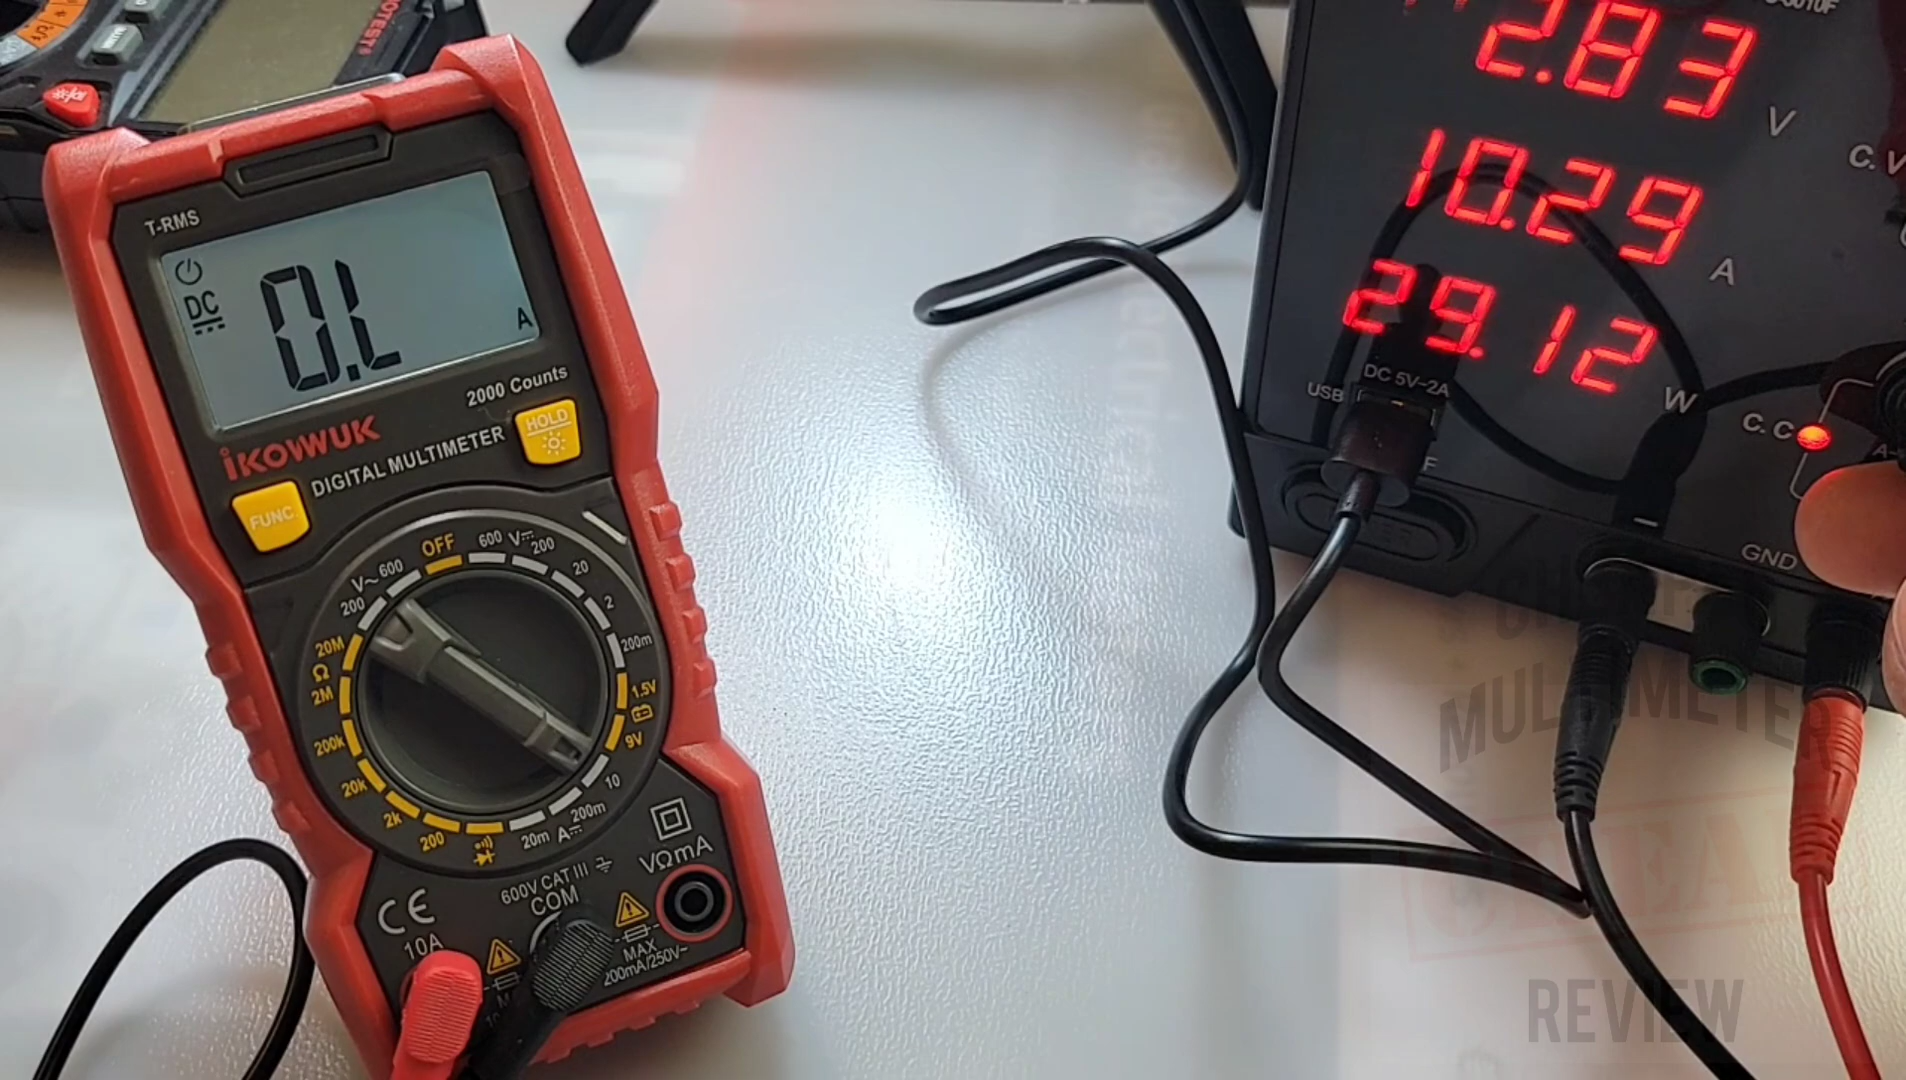 T-RMS
DC
0.L
A
2000 Counts
iKOWWUK
DIGITAL MULTIMETER
HOLD
FUNC.
OFF
600 V
200
20
2
200m
1.5V
9V
10
200m
A
20m
200
2k
20k
200k
2M
Ω
20M
200
V~ 600
600V CAT III
COM
VΩmA
CE
10A
MAX
200mA/250V~
2.83
V
10.29
A
29.12
W
C.V
C.C
USB
DC 5V-2A
GND
MULTIMETER
REVIEW